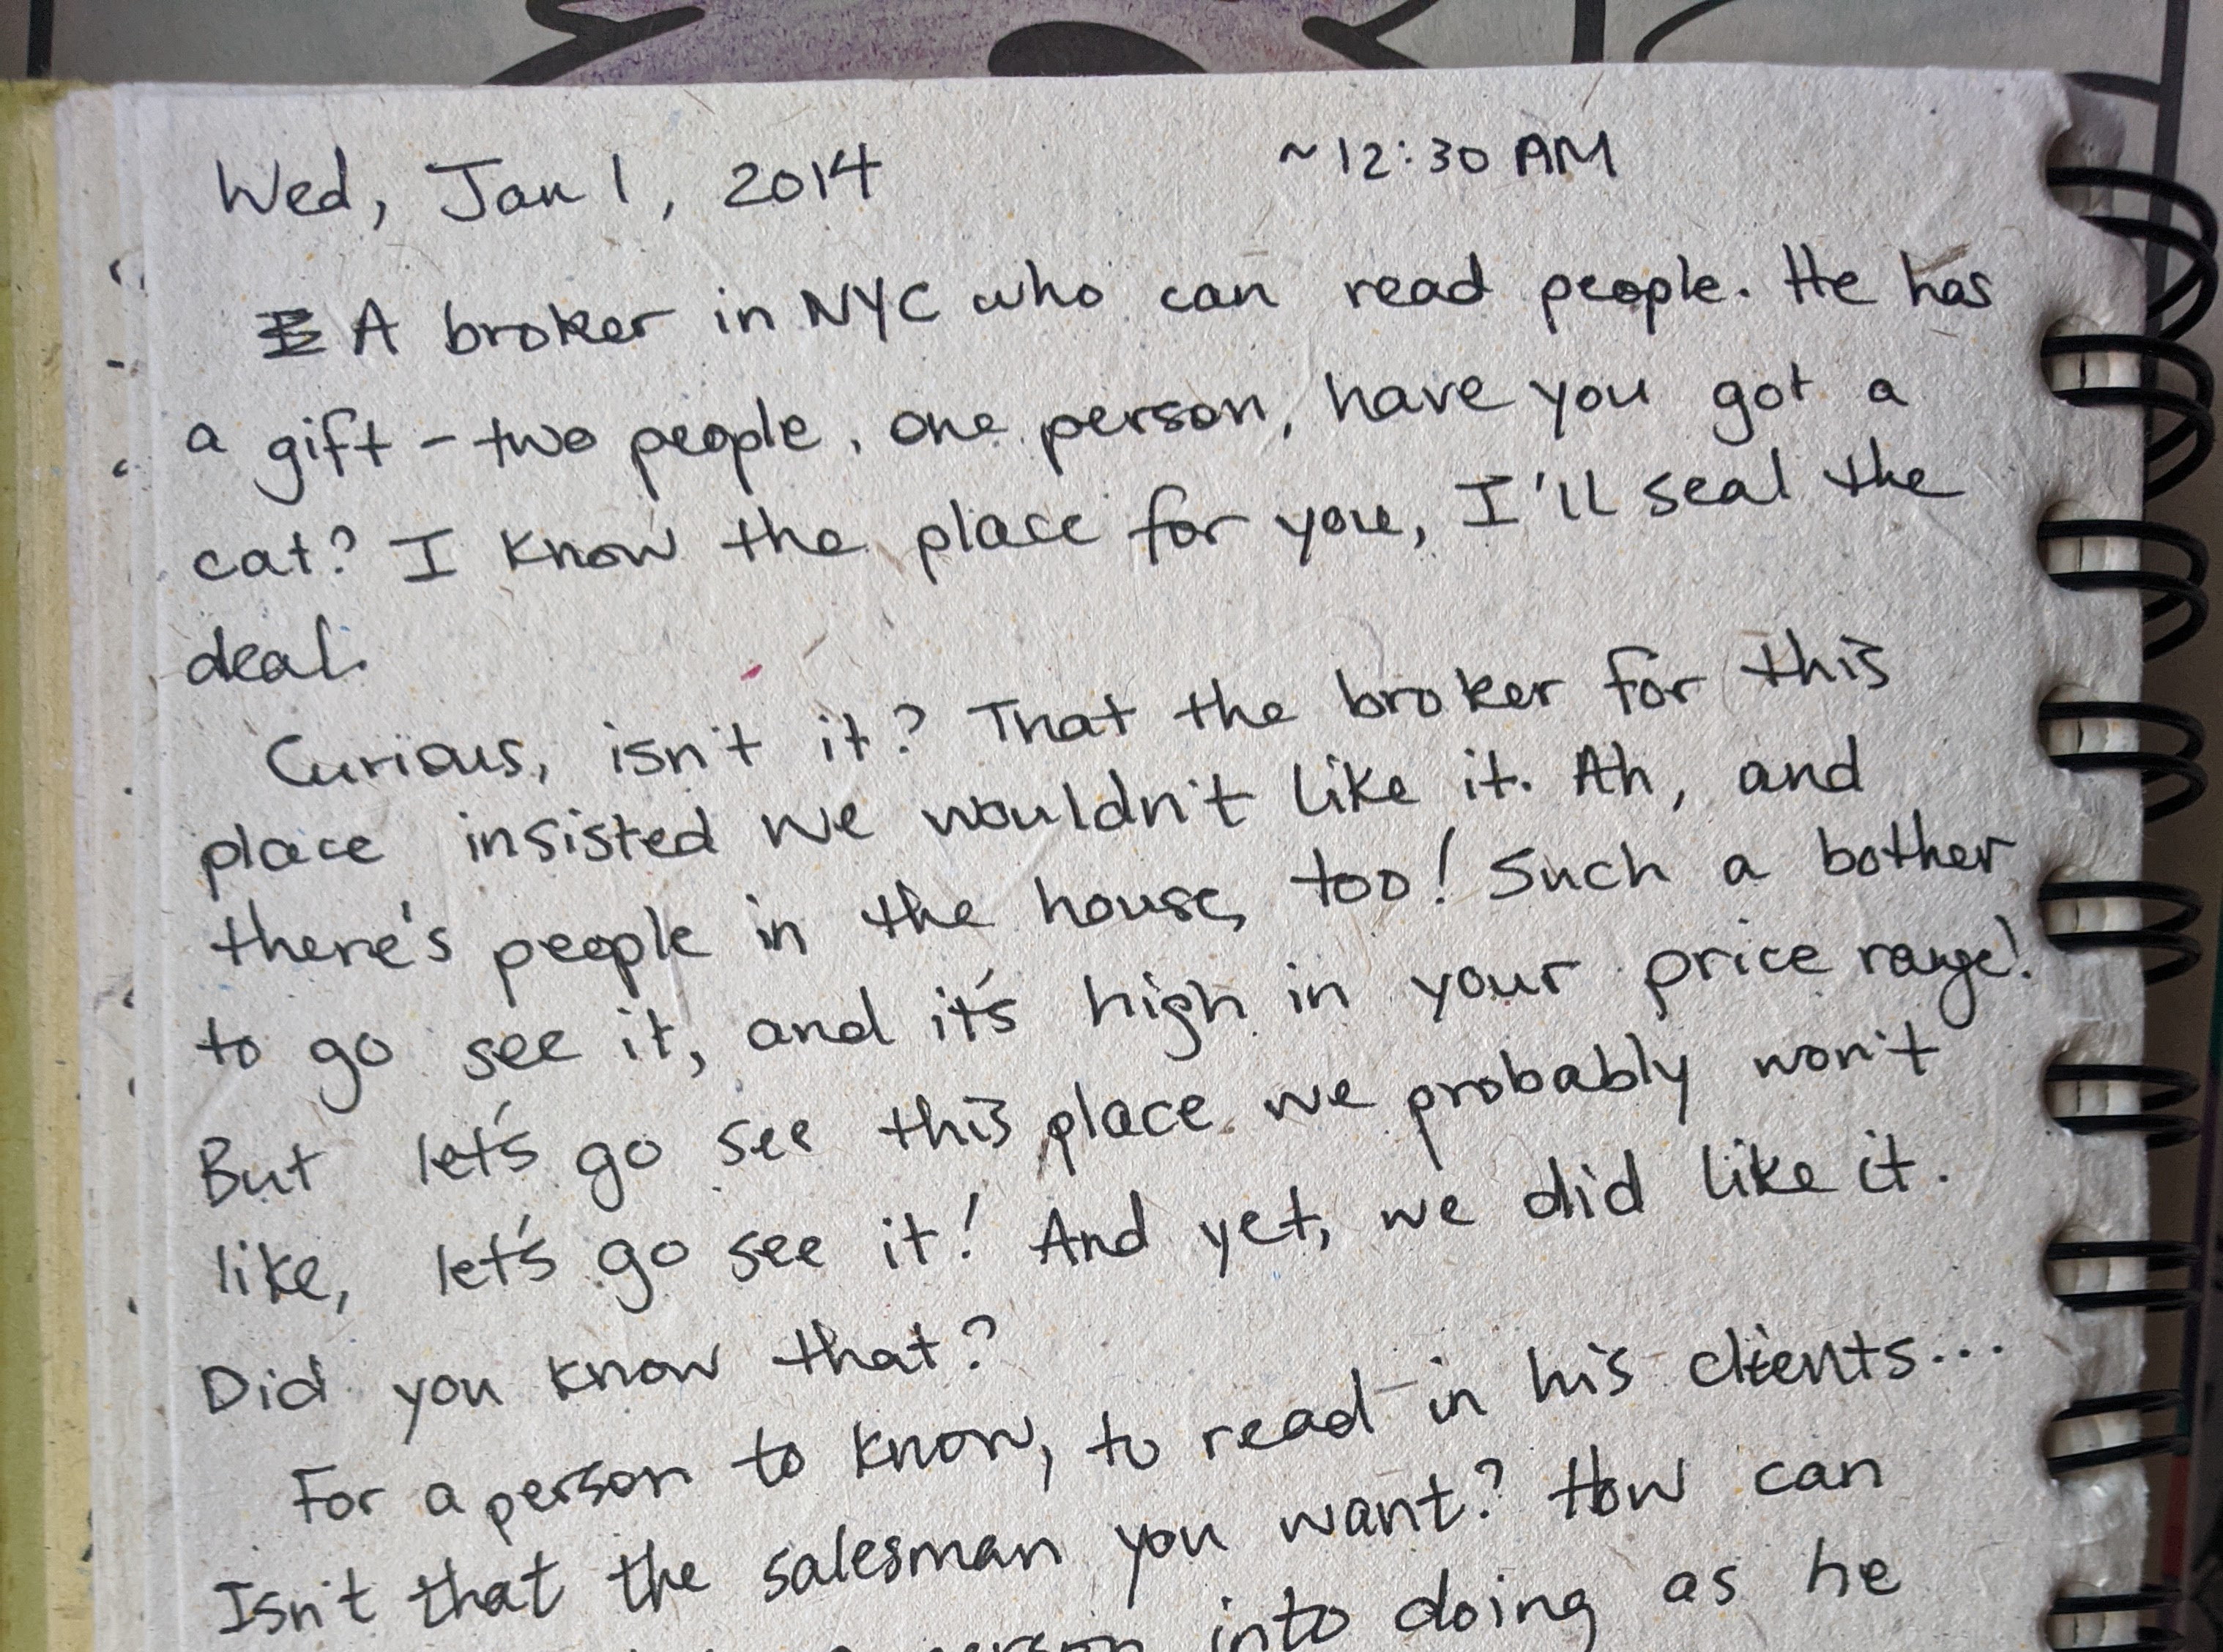 Wed, Jan 1, 2014 ~12:30 AM
A broker in NYC who can read people. He has
a gift - two people, one person, have you got a
cat? I know the place for you, I'll seal the
deal.
Curious, isn't it? That the broker for this
place insisted we wouldn't like it. Ah, and
there's people in the house, too! Such a bother
to go see it, and it's high in your price range!
But let's go see this place we probably won't
like, let's go see it! And yet, we did like it.
Did you know that?
For a person to know, to read in his clients...
Isn't that the salesman you want? How can
person into doing as he